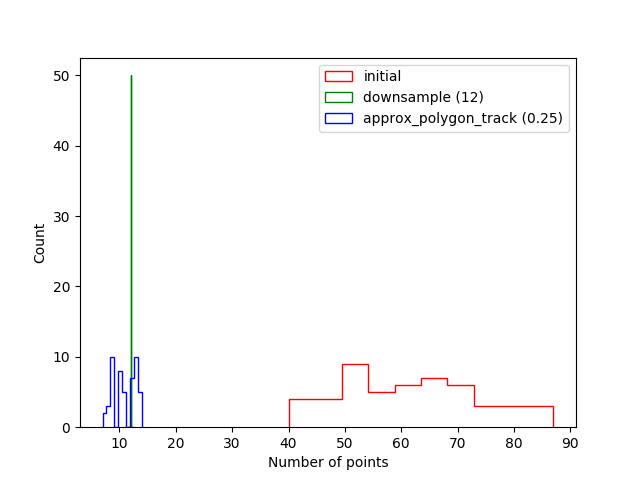 initial
downsample (12)
approx_polygon_track (0.25)
50
40
30
20
10
0
Count
10 20 30 40 50 60 70 80 90
Number of points